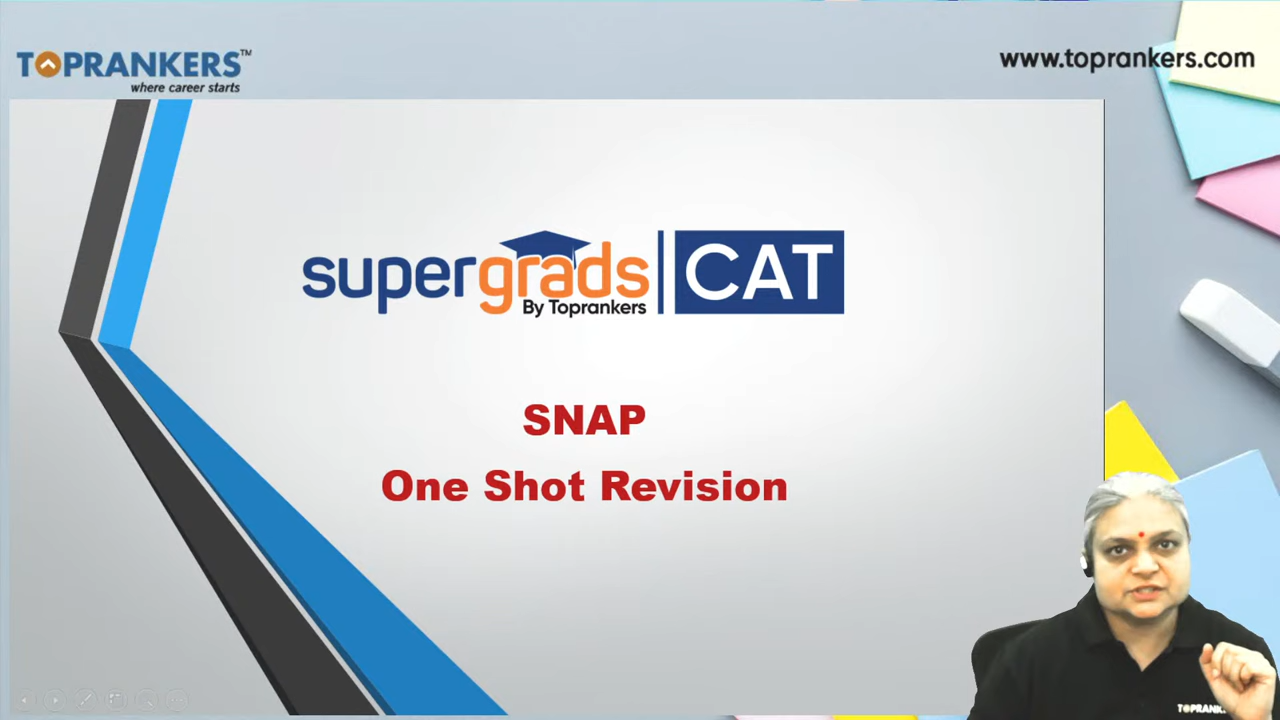 TOPRANKERS™
where career starts
www.toprankers.com
supergrads CAT
By Toprankers
SNAP
One Shot Revision